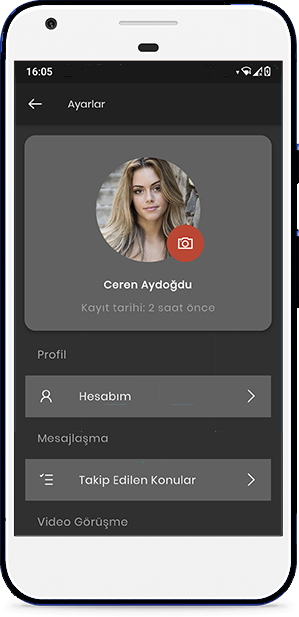 16:05
Ayarlar
Ceren Aydoğdu
Kayıt tarihi: 2 saat önce
Profil
Hesabım
Mesajlaşma
Takip Edilen Konular
Video Görüşme